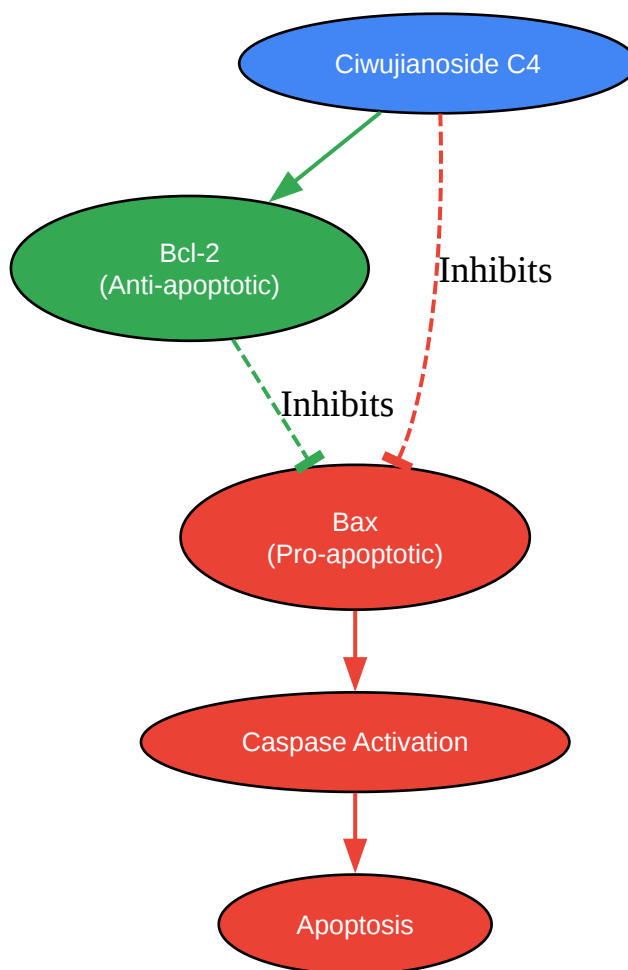 Ciwujianoside C4
Bcl-2
(Anti-apoptotic)
Inhibits
Inhibits
Bax
(Pro-apoptotic)
Caspase Activation
Apoptosis